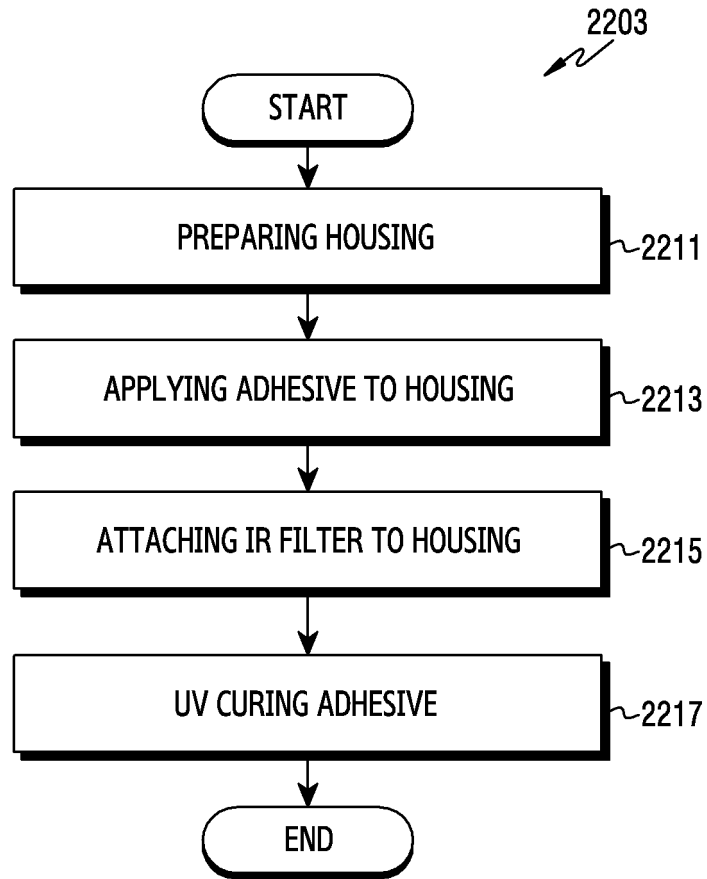 2203
START
PREPARING HOUSING
2211
APPLYING ADHESIVE TO HOUSING
2213
ATTACHING IR FILTER TO HOUSING
2215
UV CURING ADHESIVE
2217
END